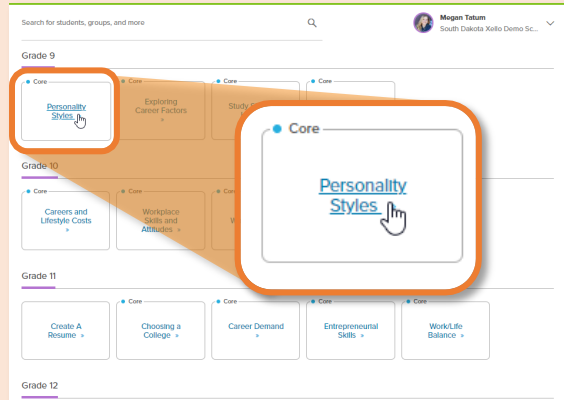 Search for students, groups, and more
Megan Tatum
South Dakota Xello Demo Sc...
Grade 9
Core
Core
Core
Core
Personality
Styles
Exploring
Career Factors
»
Study
Core
Personality
Styles
Grade 10
Core
Core
Careers and
Lifestyle Costs
»
Workplace
Skills and
Attitudes »
Grade 11
Core
Core
Core
Core
Create A
Resume »
Choosing a
College »
Career Demand
»
Entrepreneurial
Skills »
Work/Life
Balance »
Grade 12